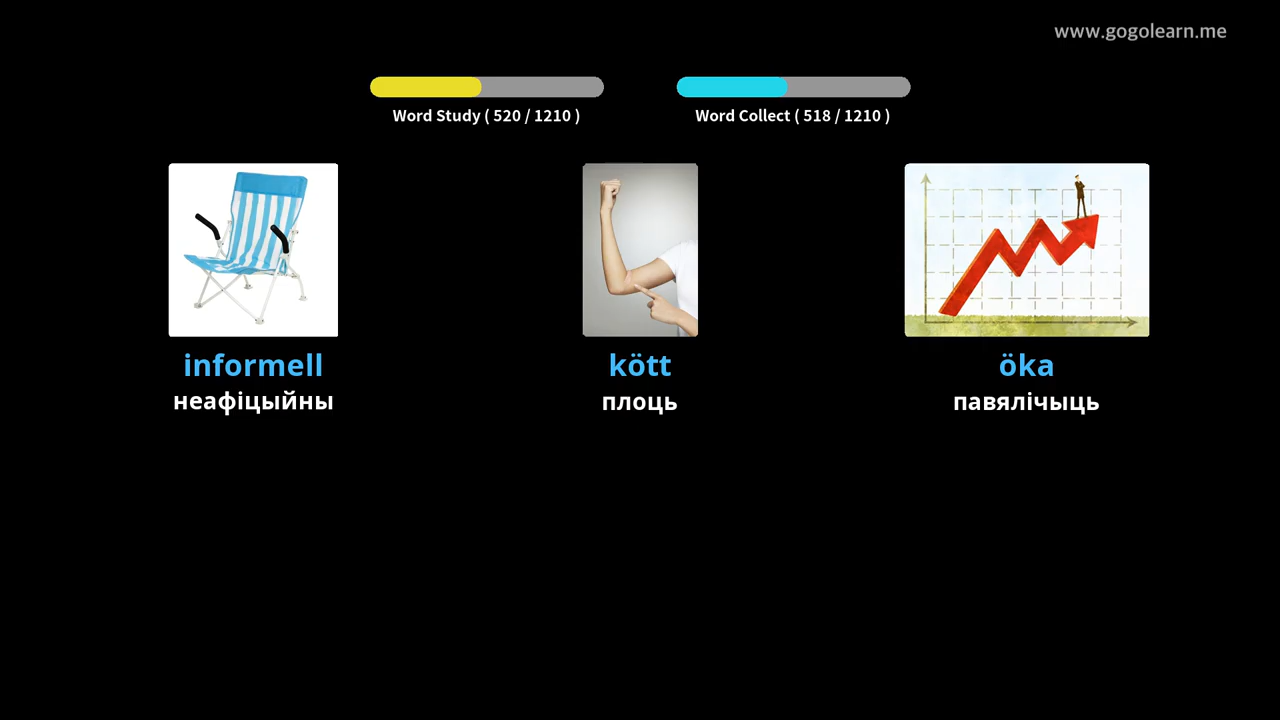 www.gogolearn.me
Word Study ( 520 / 1210 )
Word Collect ( 518 / 1210 )
informell
kött
öka
неафіцыйны
плоць
павялічыць